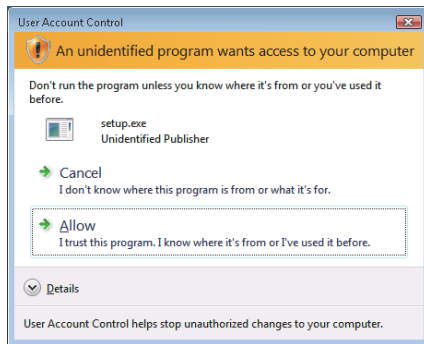 User Account Control
An unidentified program wants access to your computer
Don't run the program unless you know where it's from or you've used it
before.
setup.exe
Unidentified Publisher
Cancel
I don't know where this program is from or what it's for.
Allow
I trust this program. I know where it's from or I've used it before.
Details
User Account Control helps stop unauthorized changes to your computer.